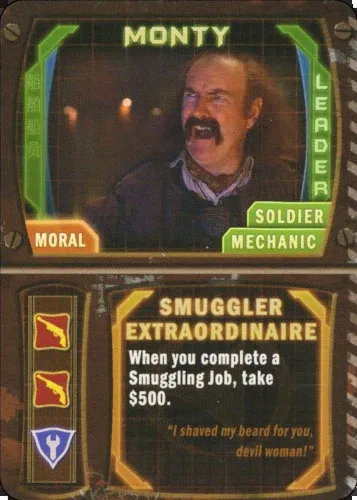 MONTY
LEADER
SOLDIER
MECHANIC
MORAL
SMUGGLER
EXTRAORDINAIRE
When you complete a
Smuggling Job, take
$500.
"I shaved my beard for you,
devil woman!"